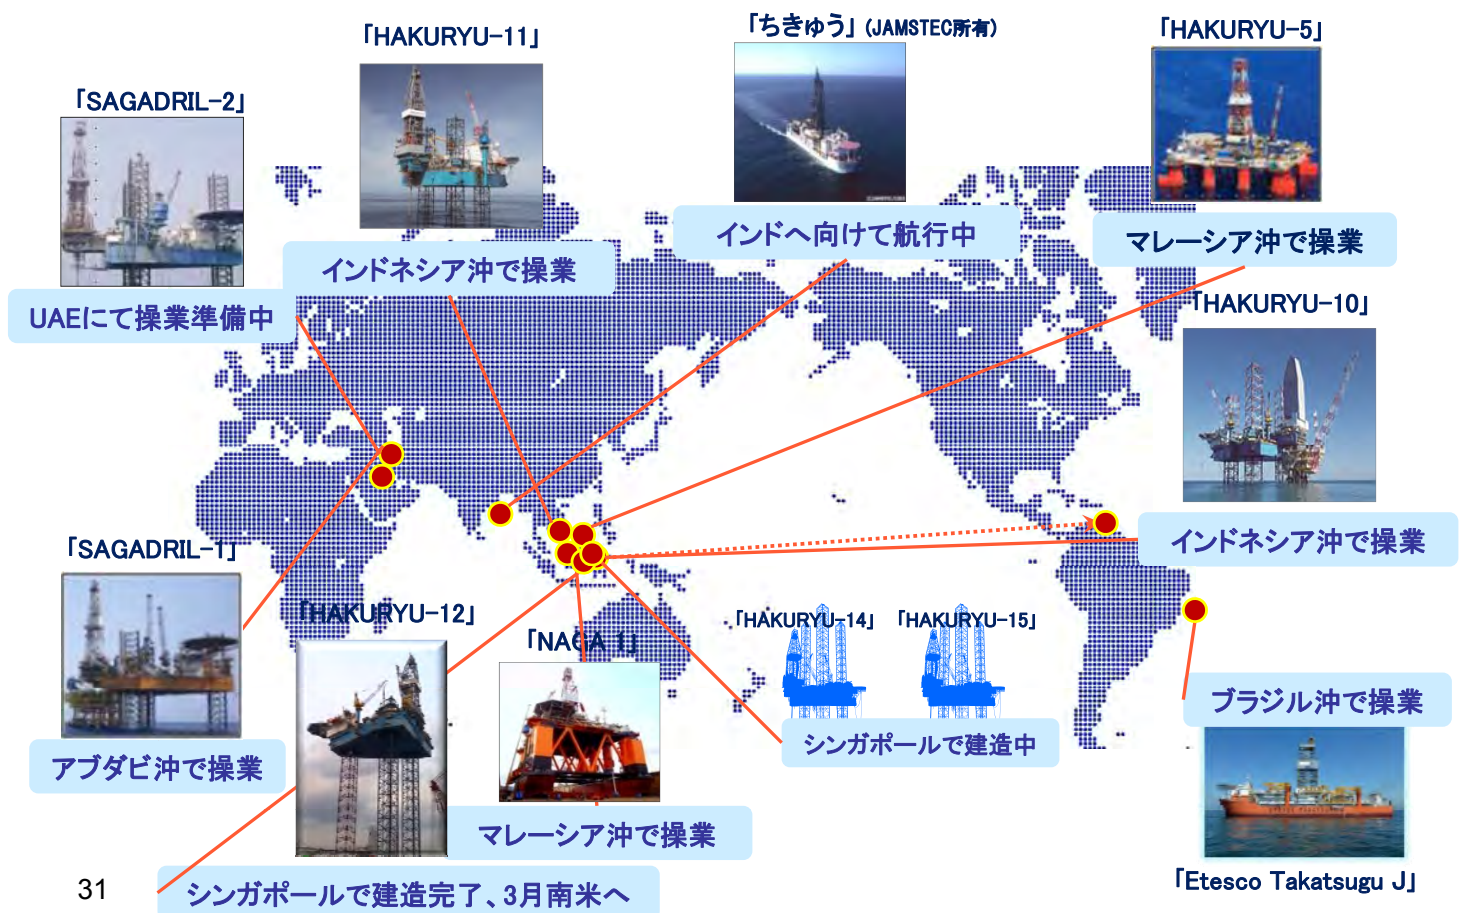 「HAKURYU-11」
「ちきゅう」 (JAMSTEC所有)
「HAKURYU-5」
「SAGADRIL-2」
インドへ向けて航行中
マレーシア沖で操業
インドネシア沖で操業
UAEにて操業準備中
「HAKURYU-10」
「SAGADRIL-1」
インドネシア沖で操業
「HAKURYU-12」
「NAGA 1」
「HAKURYU-14」
「HAKURYU-15」
ブラジル沖で操業
シンガポールで建造中
アブダビ沖で操業
マレーシア沖で操業
「Etesco Takatsugu J」
31
シンガポールで建造完了、3月南米へ